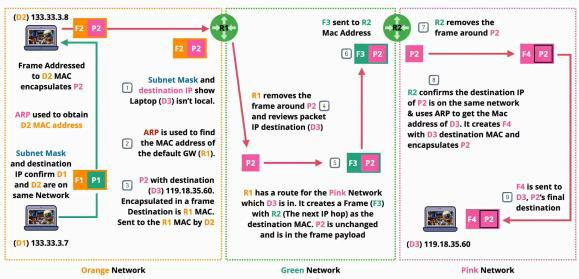 (D2) 133.33.3.8
F2 P2
R1
F2 P2
Frame Addressed
to D2 MAC
encapsulates P2
ARP used to obtain
D2 MAC address
Subnet Mask
and destination
IP confirm D1
and D2 are on
same Network
F1 P1
(D1) 133.33.3.7
1
Subnet Mask and
destination IP show
Laptop (D3) isn't local.
2
ARP is used to find
the MAC address of
the default GW (R1).
3
P2 with destination
(D3) 119.18.35.60.
Encapsulated in a frame
Destination is R1 MAC.
Sent to the R1 MAC by D2
Orange Network
F3 sent to R2
Mac Address
6
F3 P2
R1 removes the
frame around P2
and reviews packet
IP destination (D3)
4
P2
5
F3 P2
R1 has a route for the Pink Network
which D3 is in. It creates a Frame (F3)
with R2 (The next IP hop) as the
destination MAC. P2 is unchanged
and is in the frame payload
Green Network
R2
7
R2 removes the
frame around P2
P2
F4 P2
8
R2 confirms the destination IP
of P2 is on the same network
& uses ARP to get the Mac
address of D3. It creates F4
with D3 destination MAC and
encapsulates P2
9
F4 is sent to
D3, P2's final
destination
F4 P2
(D3) 119.18.35.60
Pink Network